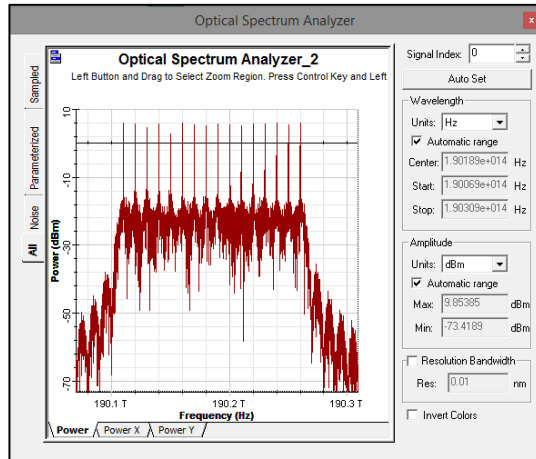 Optical Spectrum Analyzer
x
Optical Spectrum Analyzer_2
Left Button and Drag to Select Zoom Region. Press Control Key and Left
Sampled
Parameterized
Noise
All
Power (dBm)
10
-10
-30
-50
-70
190.1 T
190.2 T
190.3 T
Frequency (Hz)
Power
Power X
Power Y
Signal Index: 0
Auto Set
Wavelength
Units: Hz
Automatic range
Center: 1.90189e+014 Hz
Start: 1.90069e+014 Hz
Stop: 1.90309e+014 Hz
Amplitude
Units: dBm
Automatic range
Max: 9.85385 dBm
Min: -73.4189 dBm
Resolution Bandwidth
Res: 0.01 nm
Invert Colors